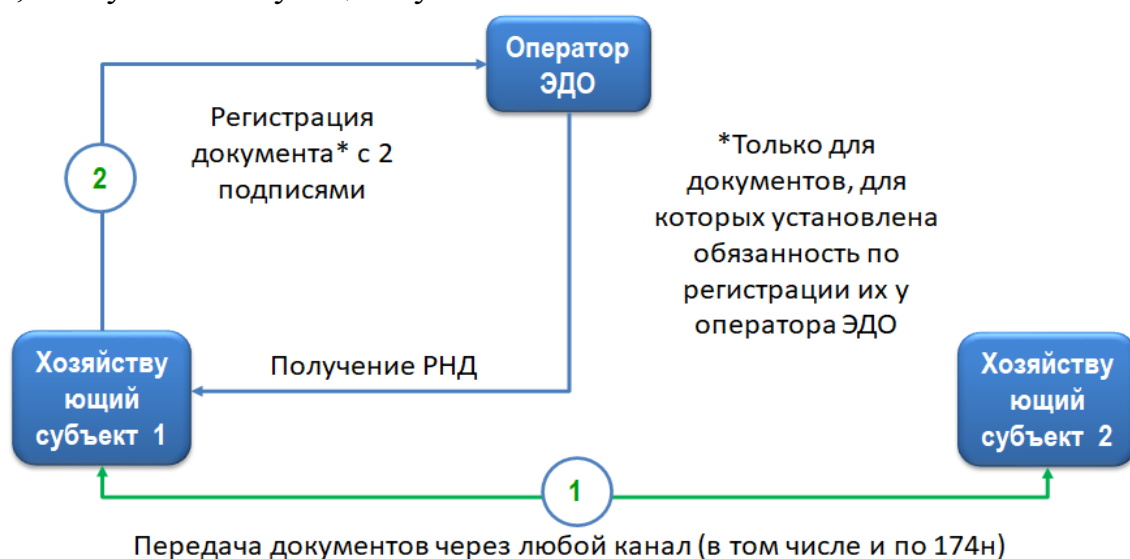 Оператор
ЭДО
Регистрация
документа* с 2
подписями
2
*Только для
документов, для
которых установлена
обязанность по
регистрации их у
оператора ЭДО
Хозяйству
ющий
субъект 1
Получение РНД
Хозяйству
ющий
субъект 2
1
Передача документов через любой канал (в том числе и по 174н)